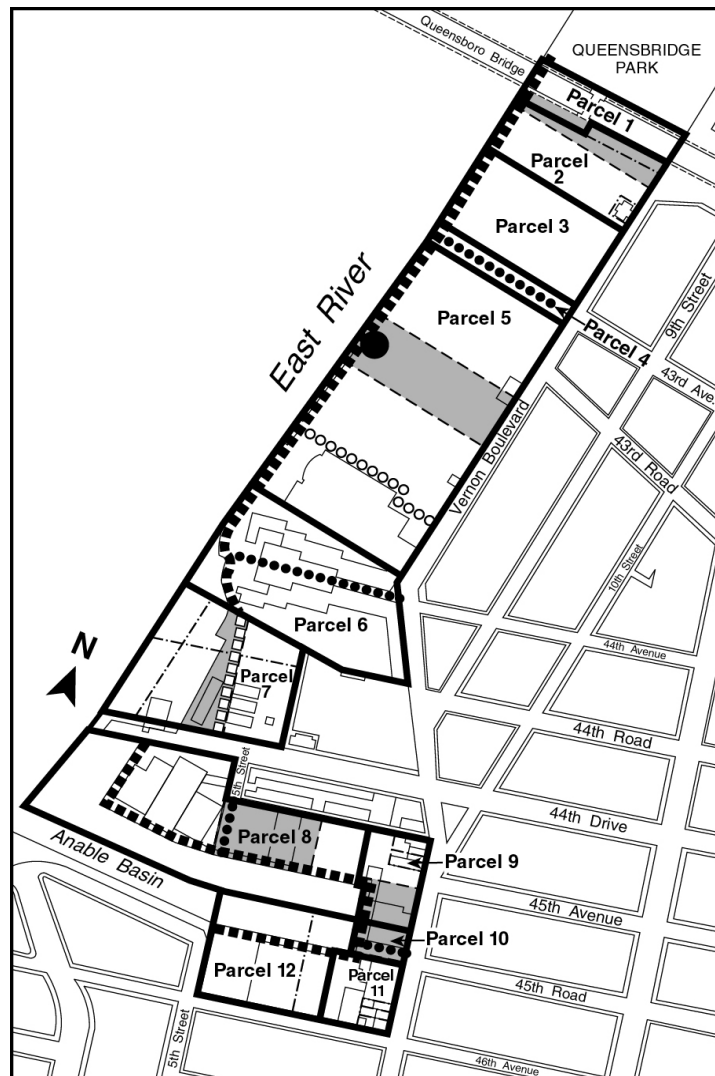 QUEENSBRIDGE
PARK
Queensboro Bridge
Parcel 1
Parcel
2
Parcel 3
9th Street
East River
Parcel 5
Parcel 4
43rd Ave.
43rd Road
Vernon Boulevard
10th Street
Parcel 6
44th Avenue
N
Parcel
7
44th Road
5th Street
44th Drive
Parcel 8
Anable Basin
Parcel 9
45th Avenue
Parcel 10
Parcel 12
Parcel
11
45th Road
5th Street
46th Avenue